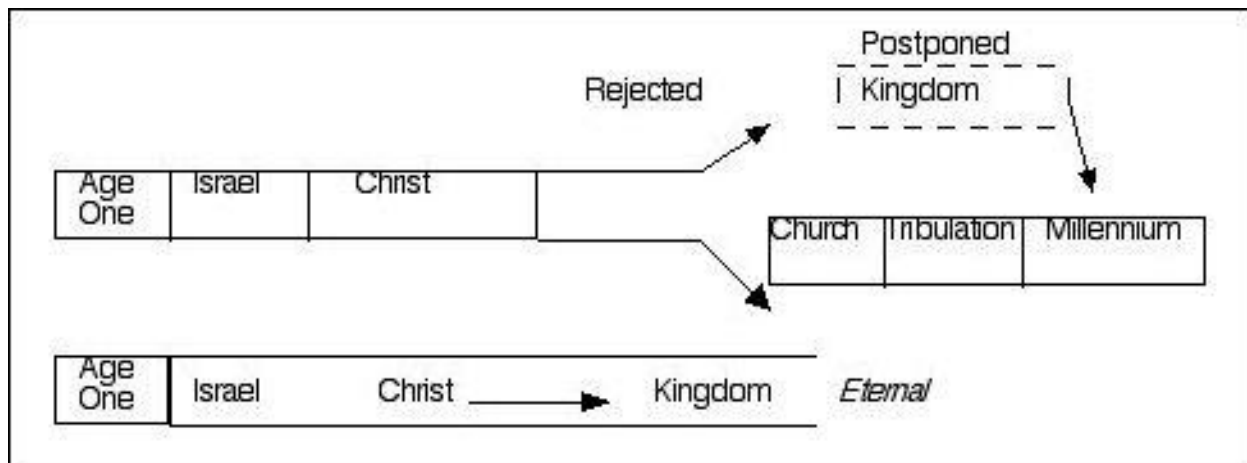 Postponed
Rejected
Kingdom
Age
One
Israel
Christ
Church
Tribulation
Millennium
Age
One
Israel
Christ
Kingdom
Eternal